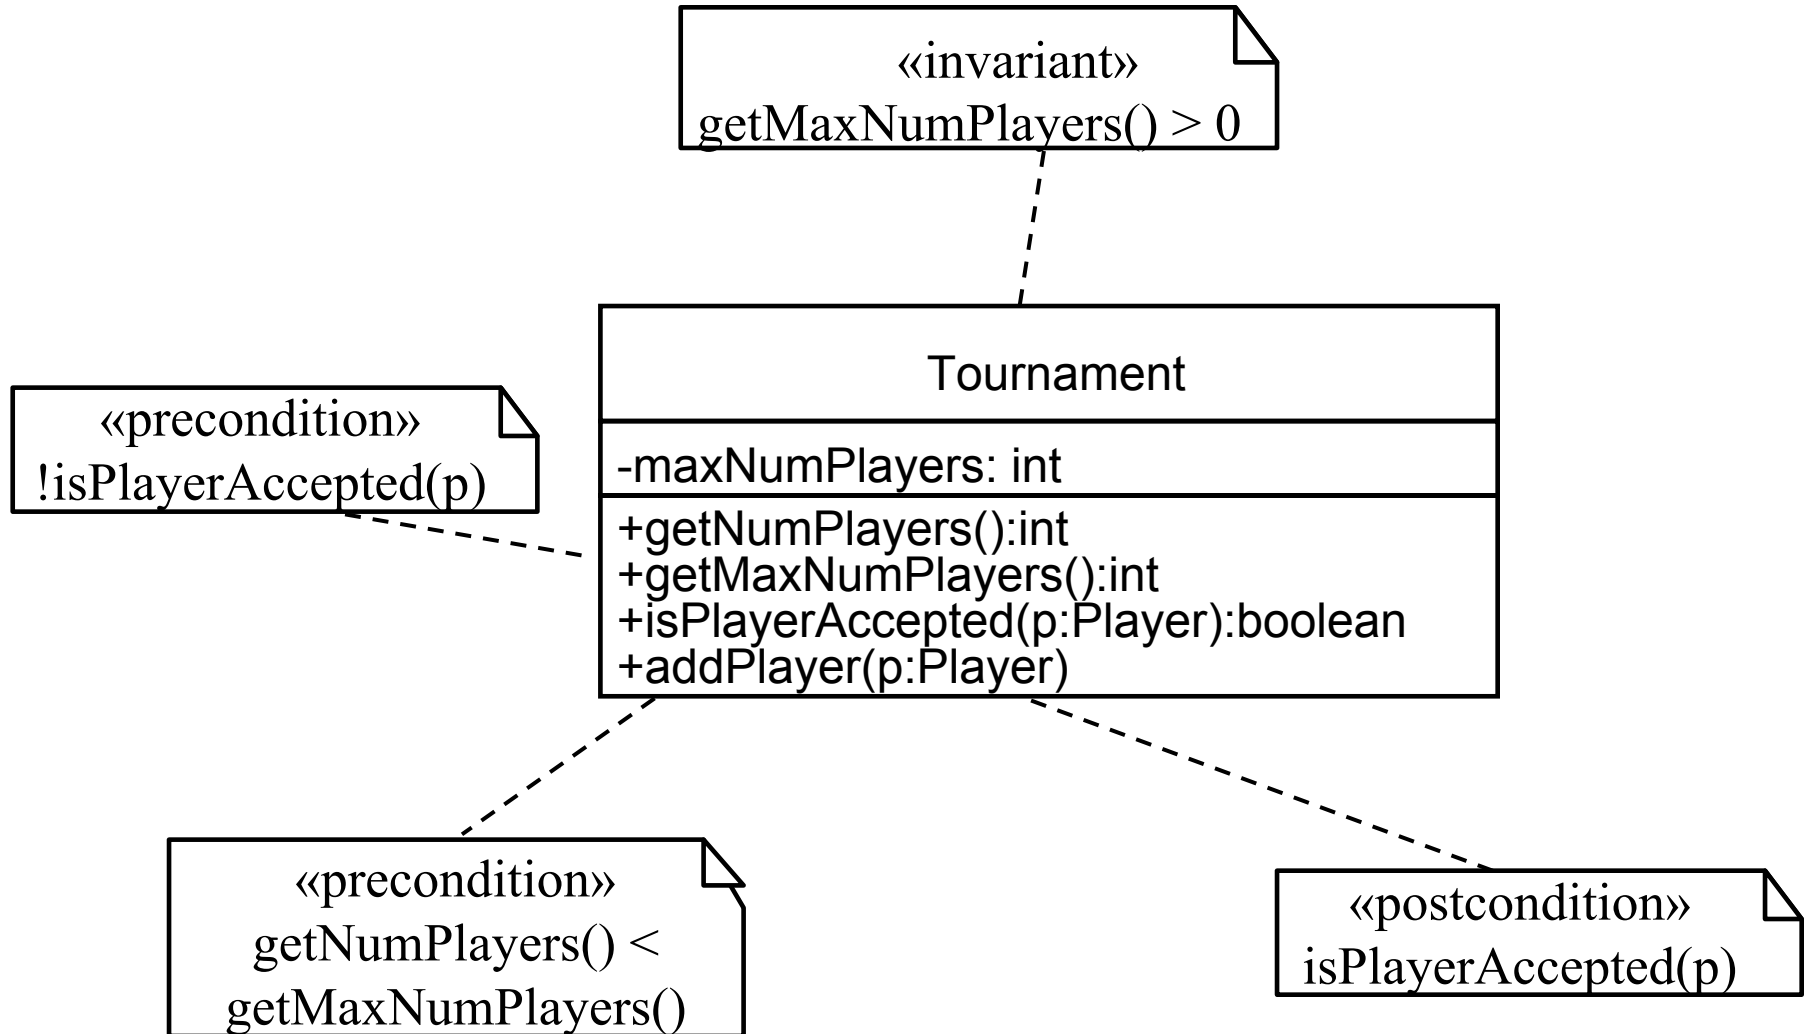 «invariant»
getMaxNumPlayers() > 0
Tournament
«precondition»
!isPlayerAccepted(p)
-maxNumPlayers: int
+getNumPlayers():int
+getMaxNumPlayers():int
+isPlayerAccepted(p:Player):boolean
+addPlayer(p:Player)
«precondition»
getNumPlayers() <
getMaxNumPlayers()
«postcondition»
isPlayerAccepted(p)